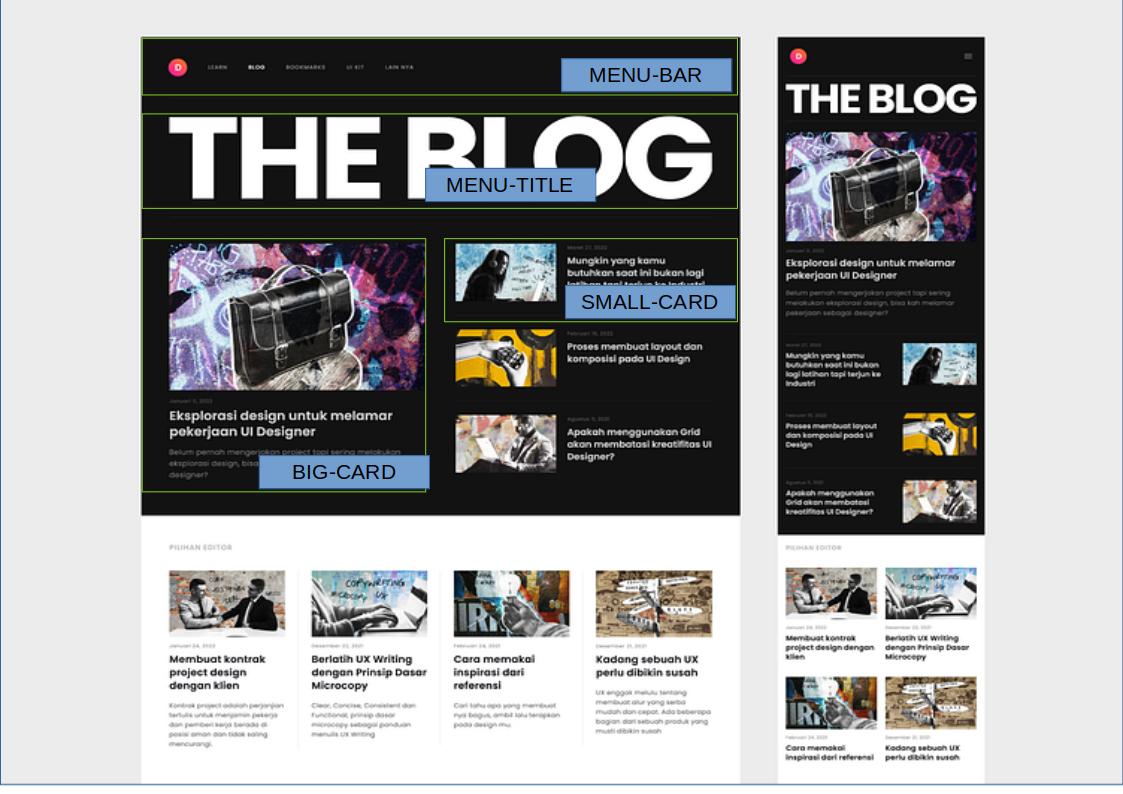 D LEARN BLOG BOOKMARKS UI KIT LAIN NYA
MENU-BAR
THE BLOG
MENU-TITLE
Januari 11, 2022
Eksplorasi design untuk melamar
pekerjaan UI Designer
Belum pernah mengerjakan project tapi sering melakukan
eksplorasi design, bisa
designer?
BIG-CARD
Maret 27, 2022
Mungkin yang kamu
butuhkan saat ini bukan lagi
latihan tapi terjun ke Industri
SMALL-CARD
Februari 15, 2022
Proses membuat layout dan
komposisi pada UI Design
Agustus 11, 2021
Apakah menggunakan Grid
akan membatasi kreatifitas UI
Designer?
PILIHAN EDITOR
COPYWRITING
MICROCOPY UX
Januari 24, 2022
Membuat kontrak
project design
dengan klien
Kontrak project adalah perjanjian
tertulis untuk menjamin pekerja
dan pemberi kerja berada di
posisi aman dan tidak saling
mencurangi.
Desember 22, 2021
Berlatih UX Writing
dengan Prinsip Dasar
Microcopy
Clear, Concise, Consistent dan
Functional, prinsip dasar
microcopy sebagai panduan
menulis UX Writing
Februari 24, 2021
Cara memakai
inspirasi dari
referensi
Cari tahu apa yang membuat
nya bagus, ambil lalu terapkan
pada design mu.
Desember 21, 2021
Kadang sebuah UX
perlu dibikin susah
UX enggak melulu tentang
membuat alur yang serba
mudah dan cepat. Ada beberapa
bagian dari sebuah produk yang
musti dibikin susah
D
THE BLOG
Januari 11, 2022
Eksplorasi design untuk melamar
pekerjaan UI Designer
Belum pernah mengerjakan project tapi sering
melakukan eksplorasi design, bisa kah melamar
pekerjaan sebagai designer?
Maret 27, 2022
Mungkin yang kamu
butuhkan saat ini bukan
lagi latihan tapi terjun ke
Industri
Februari 15, 2022
Proses membuat layout
dan komposisi pada UI
Design
Agustus 11, 2021
Apakah menggunakan
Grid akan membatasi
kreatifitas UI Designer?
PILIHAN EDITOR
Januari 24, 2022
Membuat kontrak
project design dengan
klien
Desember 22, 2021
Berlatih UX Writing
dengan Prinsip Dasar
Microcopy
Februari 24, 2021
Cara memakai
inspirasi dari referensi
Desember 21, 2021
Kadang sebuah UX
perlu dibikin susah